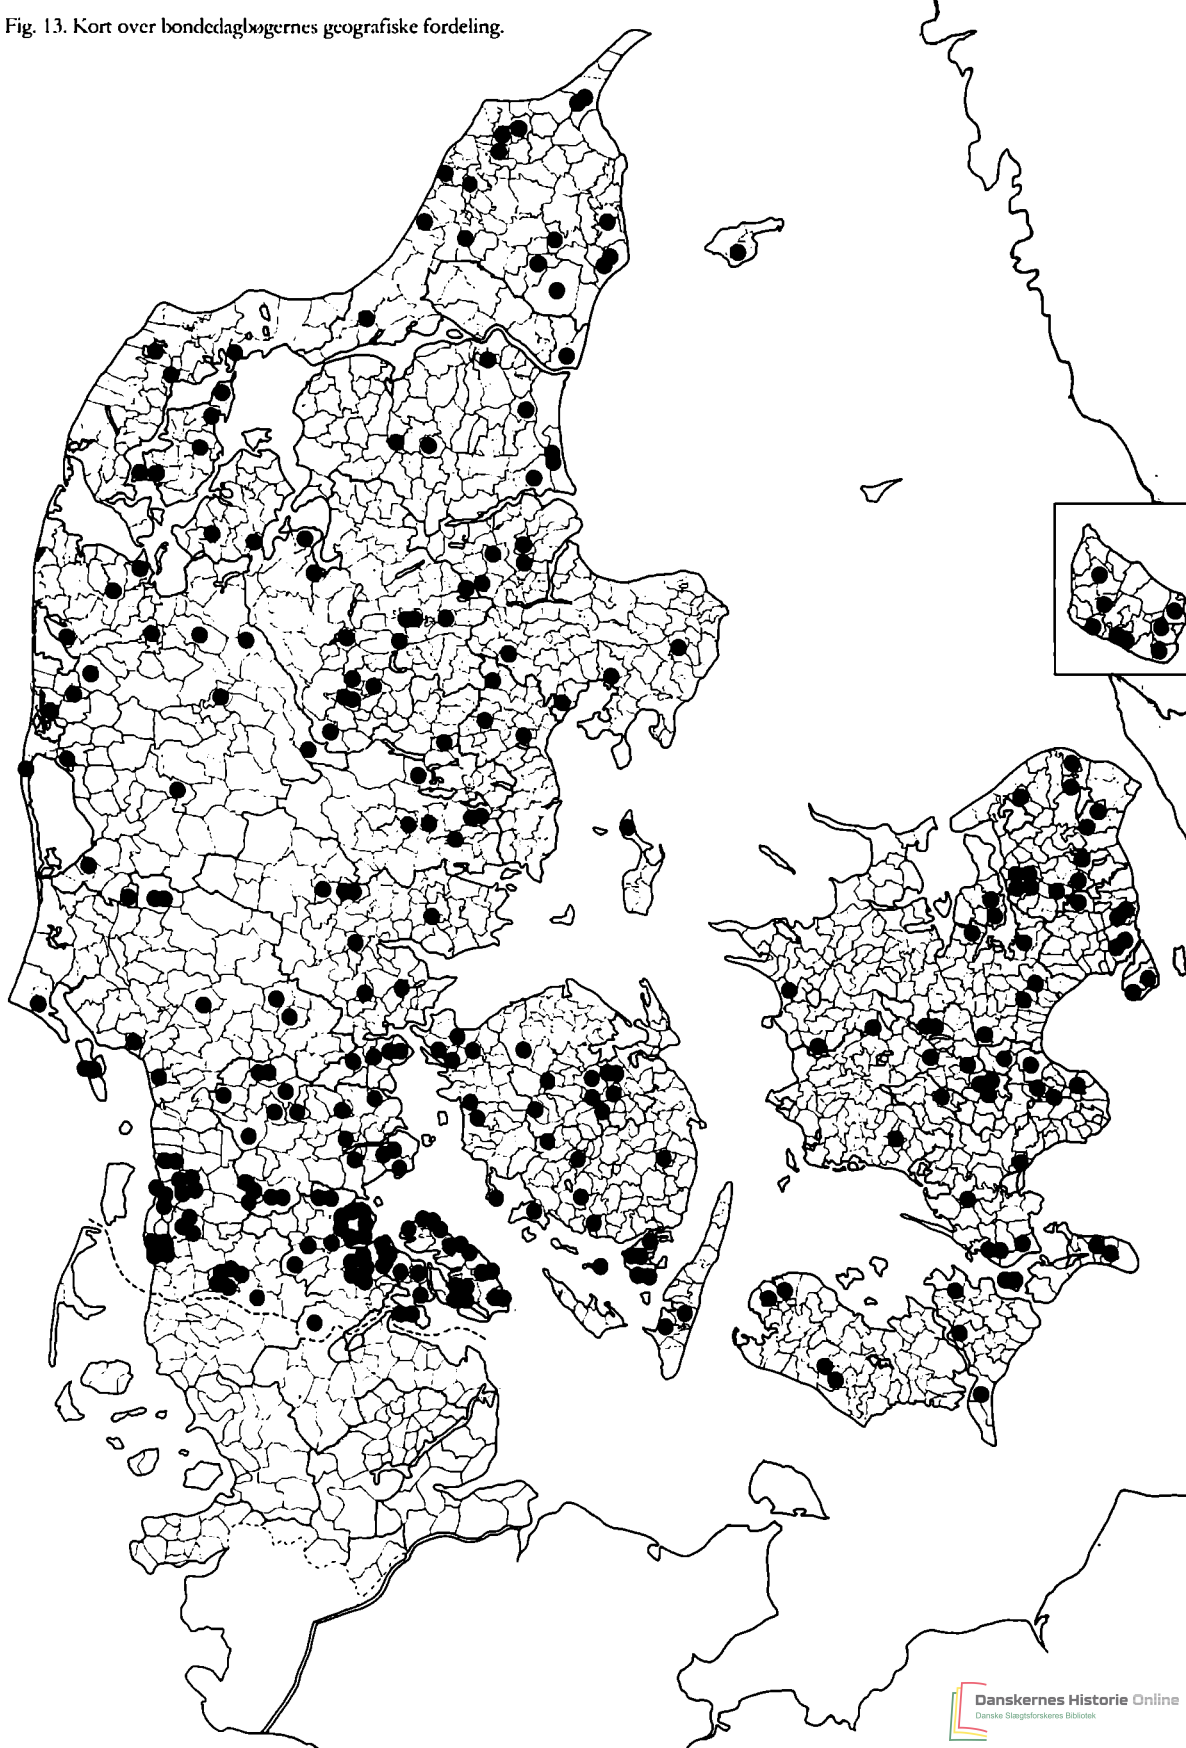 Fig. 13. Kort over bondedagbøgernes geografiske fordeling.
Danskernes Historie Online
Danske Slægtsforskeres Bibliotek